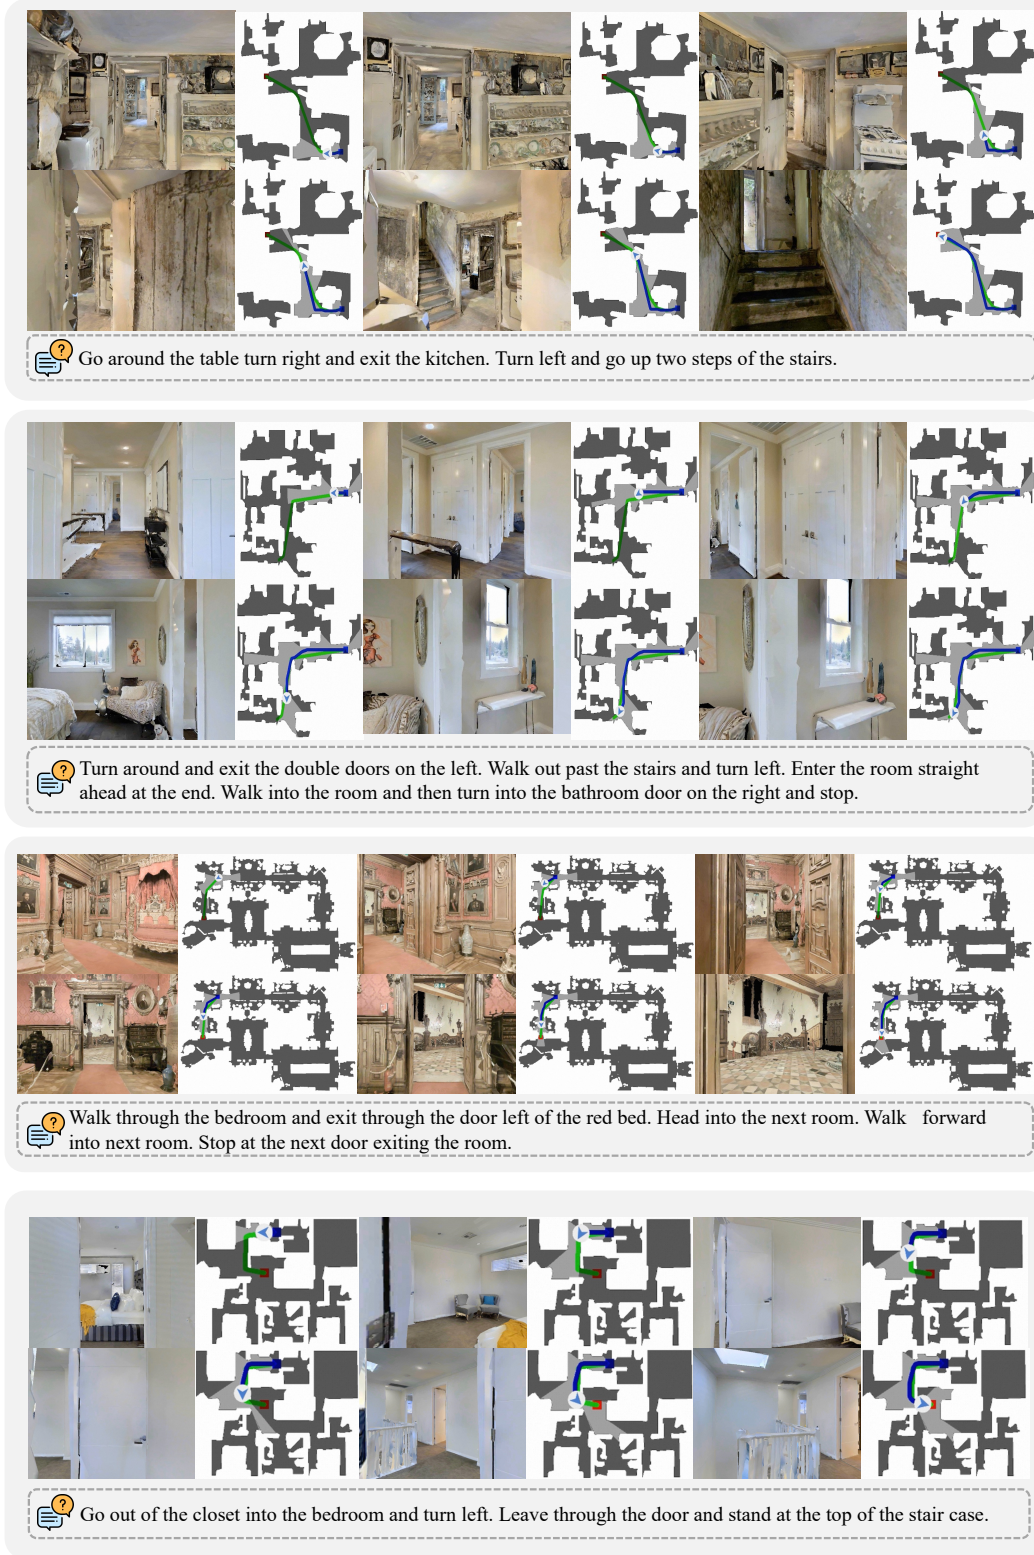 Go around the table turn right and exit the kitchen. Turn left and go up two steps of the stairs.
Turn around and exit the double doors on the left. Walk out past the stairs and turn left. Enter the room straight
ahead at the end. Walk into the room and then turn into the bathroom door on the right and stop.
Walk through the bedroom and exit through the door left of the red bed. Head into the next room. Walk forward
into next room. Stop at the next door exiting the room.
Go out of the closet into the bedroom and turn left. Leave through the door and stand at the top of the stair case.